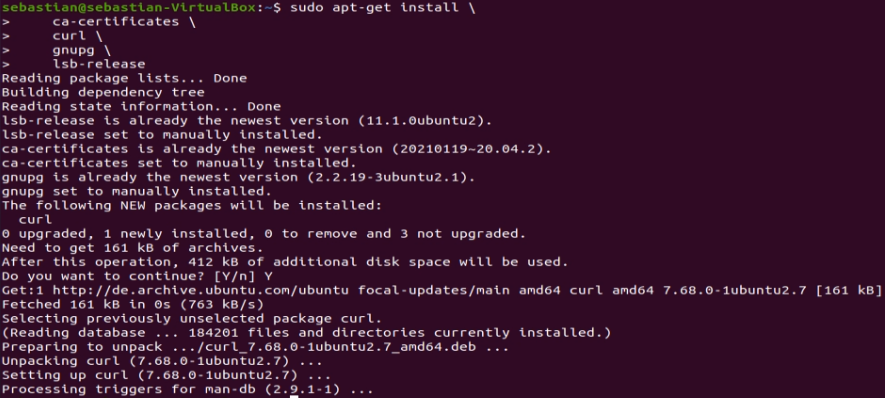 sebastian@sebastian-VirtualBox:~$ sudo apt-get install \
>     ca-certificates \
>     curl \
>     gnupg \
>     lsb-release
Reading package lists... Done
Building dependency tree
Reading state information... Done
lsb-release is already the newest version (11.1.0ubuntu2).
lsb-release set to manually installed.
ca-certificates is already the newest version (20210119~20.04.2).
ca-certificates set to manually installed.
gnupg is already the newest version (2.2.19-3ubuntu2.1).
gnupg set to manually installed.
The following NEW packages will be installed:
  curl
0 upgraded, 1 newly installed, 0 to remove and 3 not upgraded.
Need to get 161 kB of archives.
After this operation, 412 kB of additional disk space will be used.
Do you want to continue? [Y/n] Y
Get:1 http://de.archive.ubuntu.com/ubuntu focal-updates/main amd64 curl amd64 7.68.0-1ubuntu2.7 [161 kB]
Fetched 161 kB in 0s (763 kB/s)
Selecting previously unselected package curl.
(Reading database ... 184201 files and directories currently installed.)
Preparing to unpack .../curl_7.68.0-1ubuntu2.7_amd64.deb ...
Unpacking curl (7.68.0-1ubuntu2.7) ...
Setting up curl (7.68.0-1ubuntu2.7) ...
Processing triggers for man-db (2.9.1-1) ...